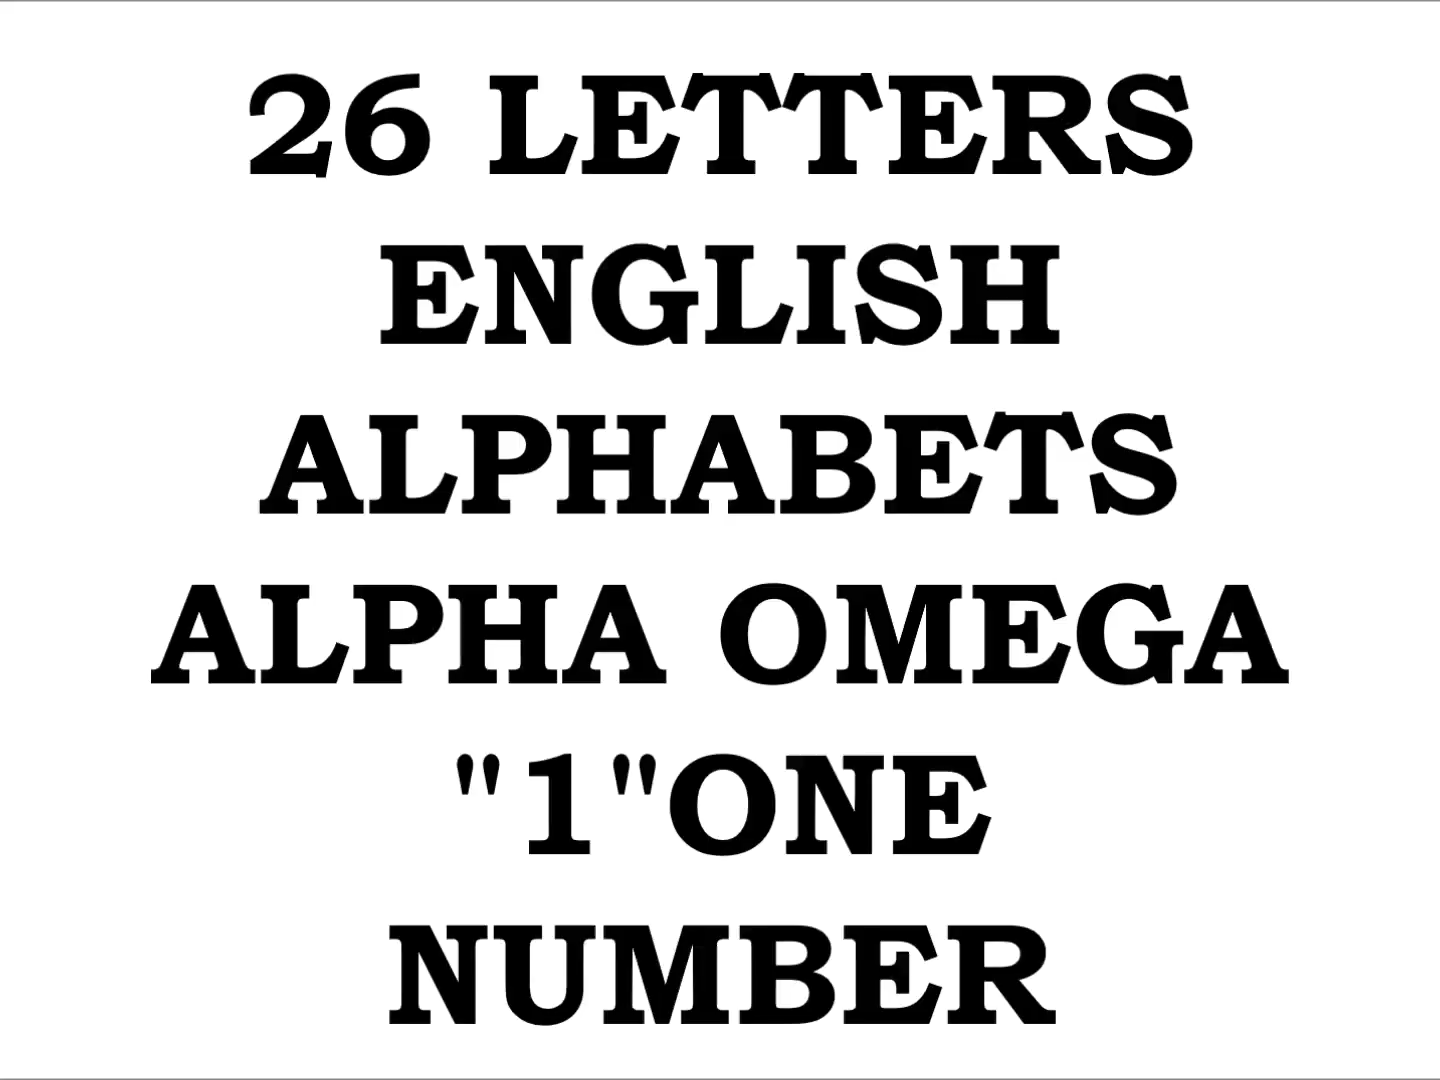 26 LETTERS
ENGLISH
ALPHABETS
ALPHA OMEGA
"1"ONE
NUMBER